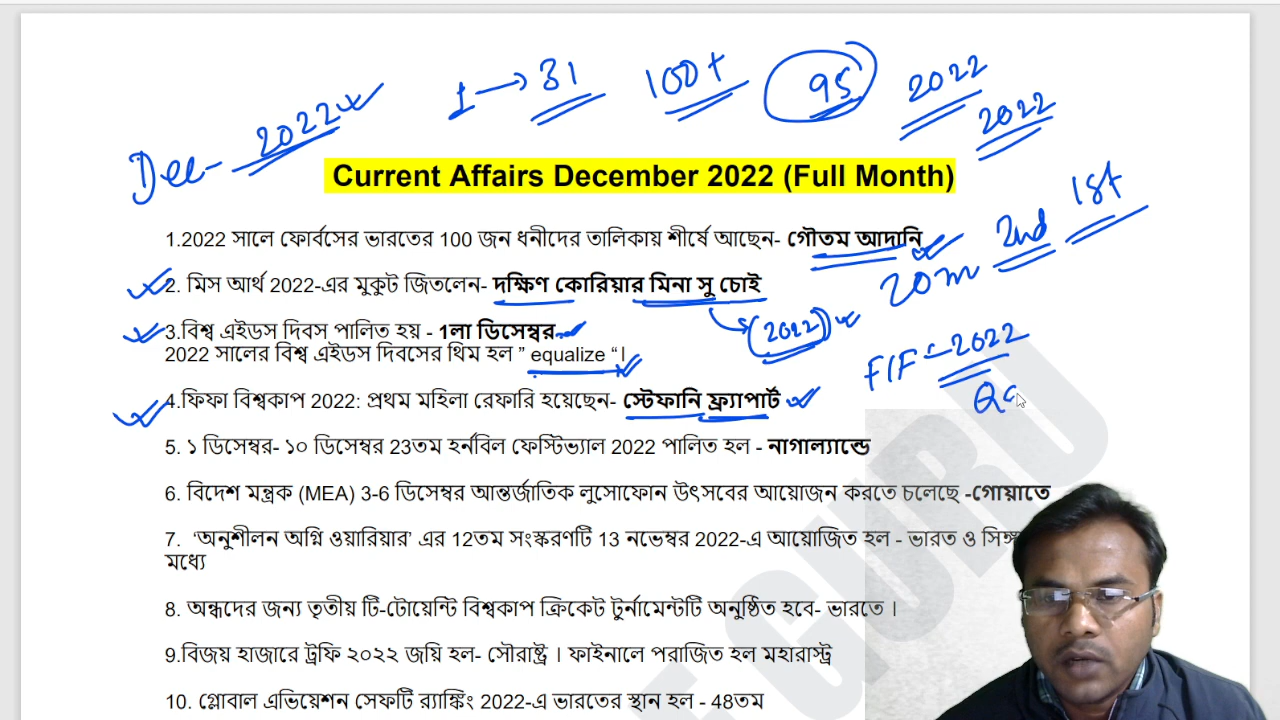 1 → 31 100+ 95 2022
2022
Dec- 2022
Current Affairs December 2022 (Full Month)
1st
2nd
20m
1.2022 সালে ফোর্বসের ভারতের 100 জন ধনীদের তালিকায় শীর্ষে আছেন- গৌতম আদানি
2. মিস আর্থ 2022-এর মুকুট জিতলেন- দক্ষিণ কোরিয়ার মিনা সু চোই
3.বিশ্ব এইডস দিবস পালিত হয় - 1লা ডিসেম্বর
(2022)
2022 সালের বিশ্ব এইডস দিবসের থিম হল ” equalize “।
FIF - 2022
4.ফিফা বিশ্বকাপ 2022: প্রথম মহিলা রেফারি হয়েছেন- স্টেফানি ফ্র্যাপার্ট
5. ১ ডিসেম্বর- ১০ ডিসেম্বর 23তম হর্নবিল ফেস্টিভ্যাল 2022 পালিত হল - নাগাল্যান্ডে
6. বিদেশ মন্ত্রক (MEA) 3-6 ডিসেম্বর আন্তর্জাতিক লুসোফোন উৎসবের আয়োজন করতে চলেছে -গোয়াতে
7. ‘অনুশীলন অগ্নি ওয়ারিয়ার’ এর 12তম সংস্করণটি 13 নভেম্বর 2022-এ আয়োজিত হল - ভারত ও
মধ্যে
8. অন্ধদের জন্য তৃতীয় টি-টোয়েন্টি বিশ্বকাপ ক্রিকেট টুর্নামেন্টটি অনুষ্ঠিত হবে- ভারতে ।
9.বিজয় হাজারে ট্রফি ২০২২ জয়ি হল- সৌরাষ্ট্র । ফাইনালে পরাজিত হল মহারাস্ট্র
10. গ্লোবাল এভিয়েশন সেফটি র‍্যাঙ্কিং 2022-এ ভারতের স্থান হল - 48তম
GURU